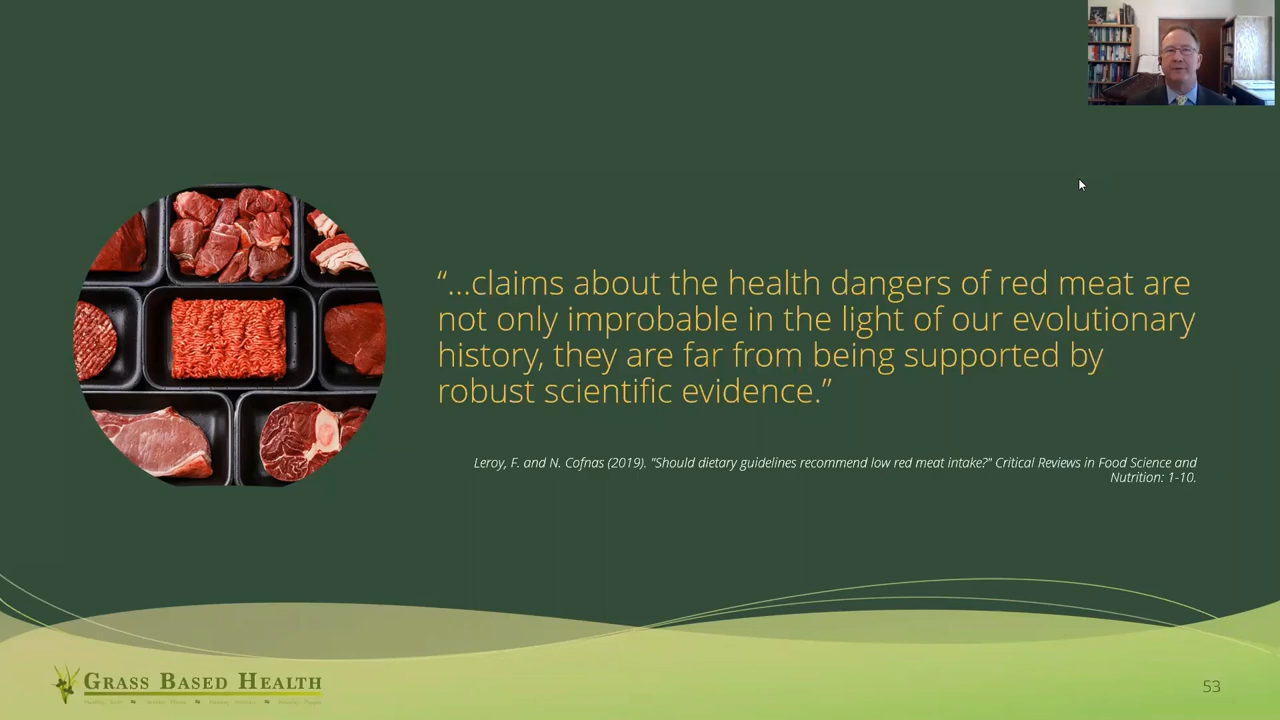 “...claims about the health dangers of red meat are
not only improbable in the light of our evolutionary
history, they are far from being supported by
robust scientific evidence.”
Leroy, F. and N. Cofnas (2019). "Should dietary guidelines recommend low red meat intake?" Critical Reviews in Food Science and
Nutrition: 1-10.
GRASS BASED HEALTH
53